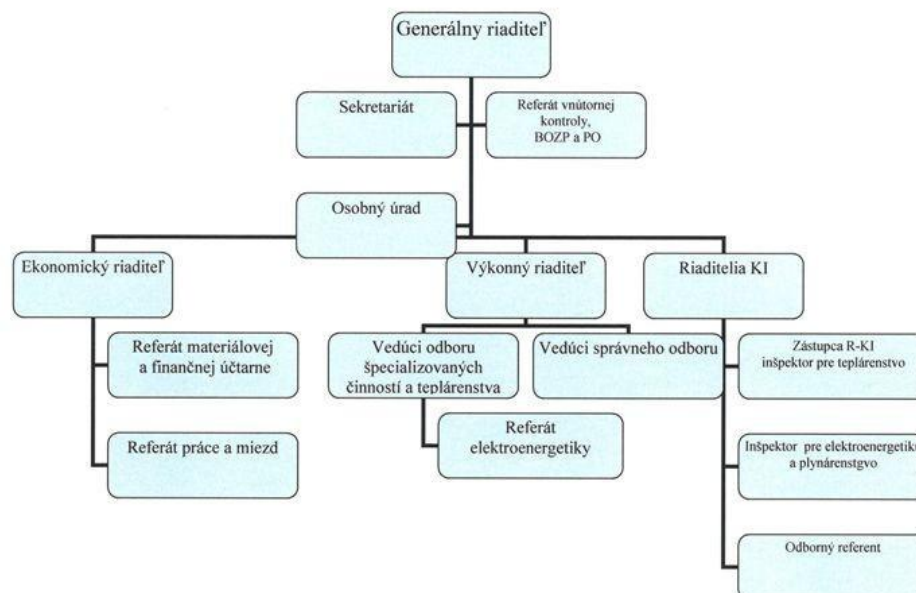 Generálny riaditeľ
Sekretariát
Referát vnútornej
kontroly,
BOZP a PO
Osobný úrad
Ekonomický riaditeľ
Výkonný riaditeľ
Riaditelia KI
Referát materiálovej
a finančnej účtarne
Vedúci odboru
špecializovaných
činností a teplárenstva
Vedúci správneho odboru
Zástupca R-KI
inšpektor pre teplárenstvo
Referát práce a miezd
Referát
elektroenergetiky
Inšpektor pre elektroenergetiku
a plynárenstgvo
Odborný referent